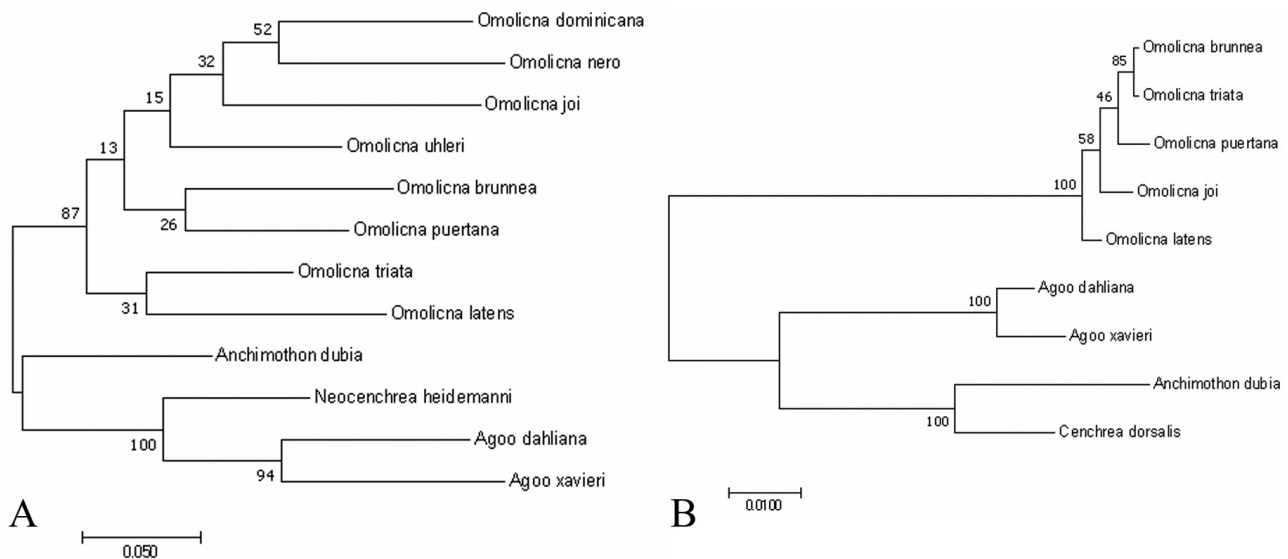 52
Omolicna dominicana
32
Omolicna nero
15
Omolicna joi
13
Omolicna uhleri
87
Omolicna brunnea
26
Omolicna puertana
Omolicna triata
31
Omolicna latens
Anchimothon dubia
Neocenchrea heidemanni
100
Agoo dahliana
94
Agoo xavieri
A
0.050
85
Omolicna brunnea
46
Omolicna triata
58
Omolicna puertana
100
Omolicna joi
Omolicna latens
100
Agoo dahliana
Agoo xavieri
Anchimothon dubia
100
Cenchrea dorsalis
B
0.0100